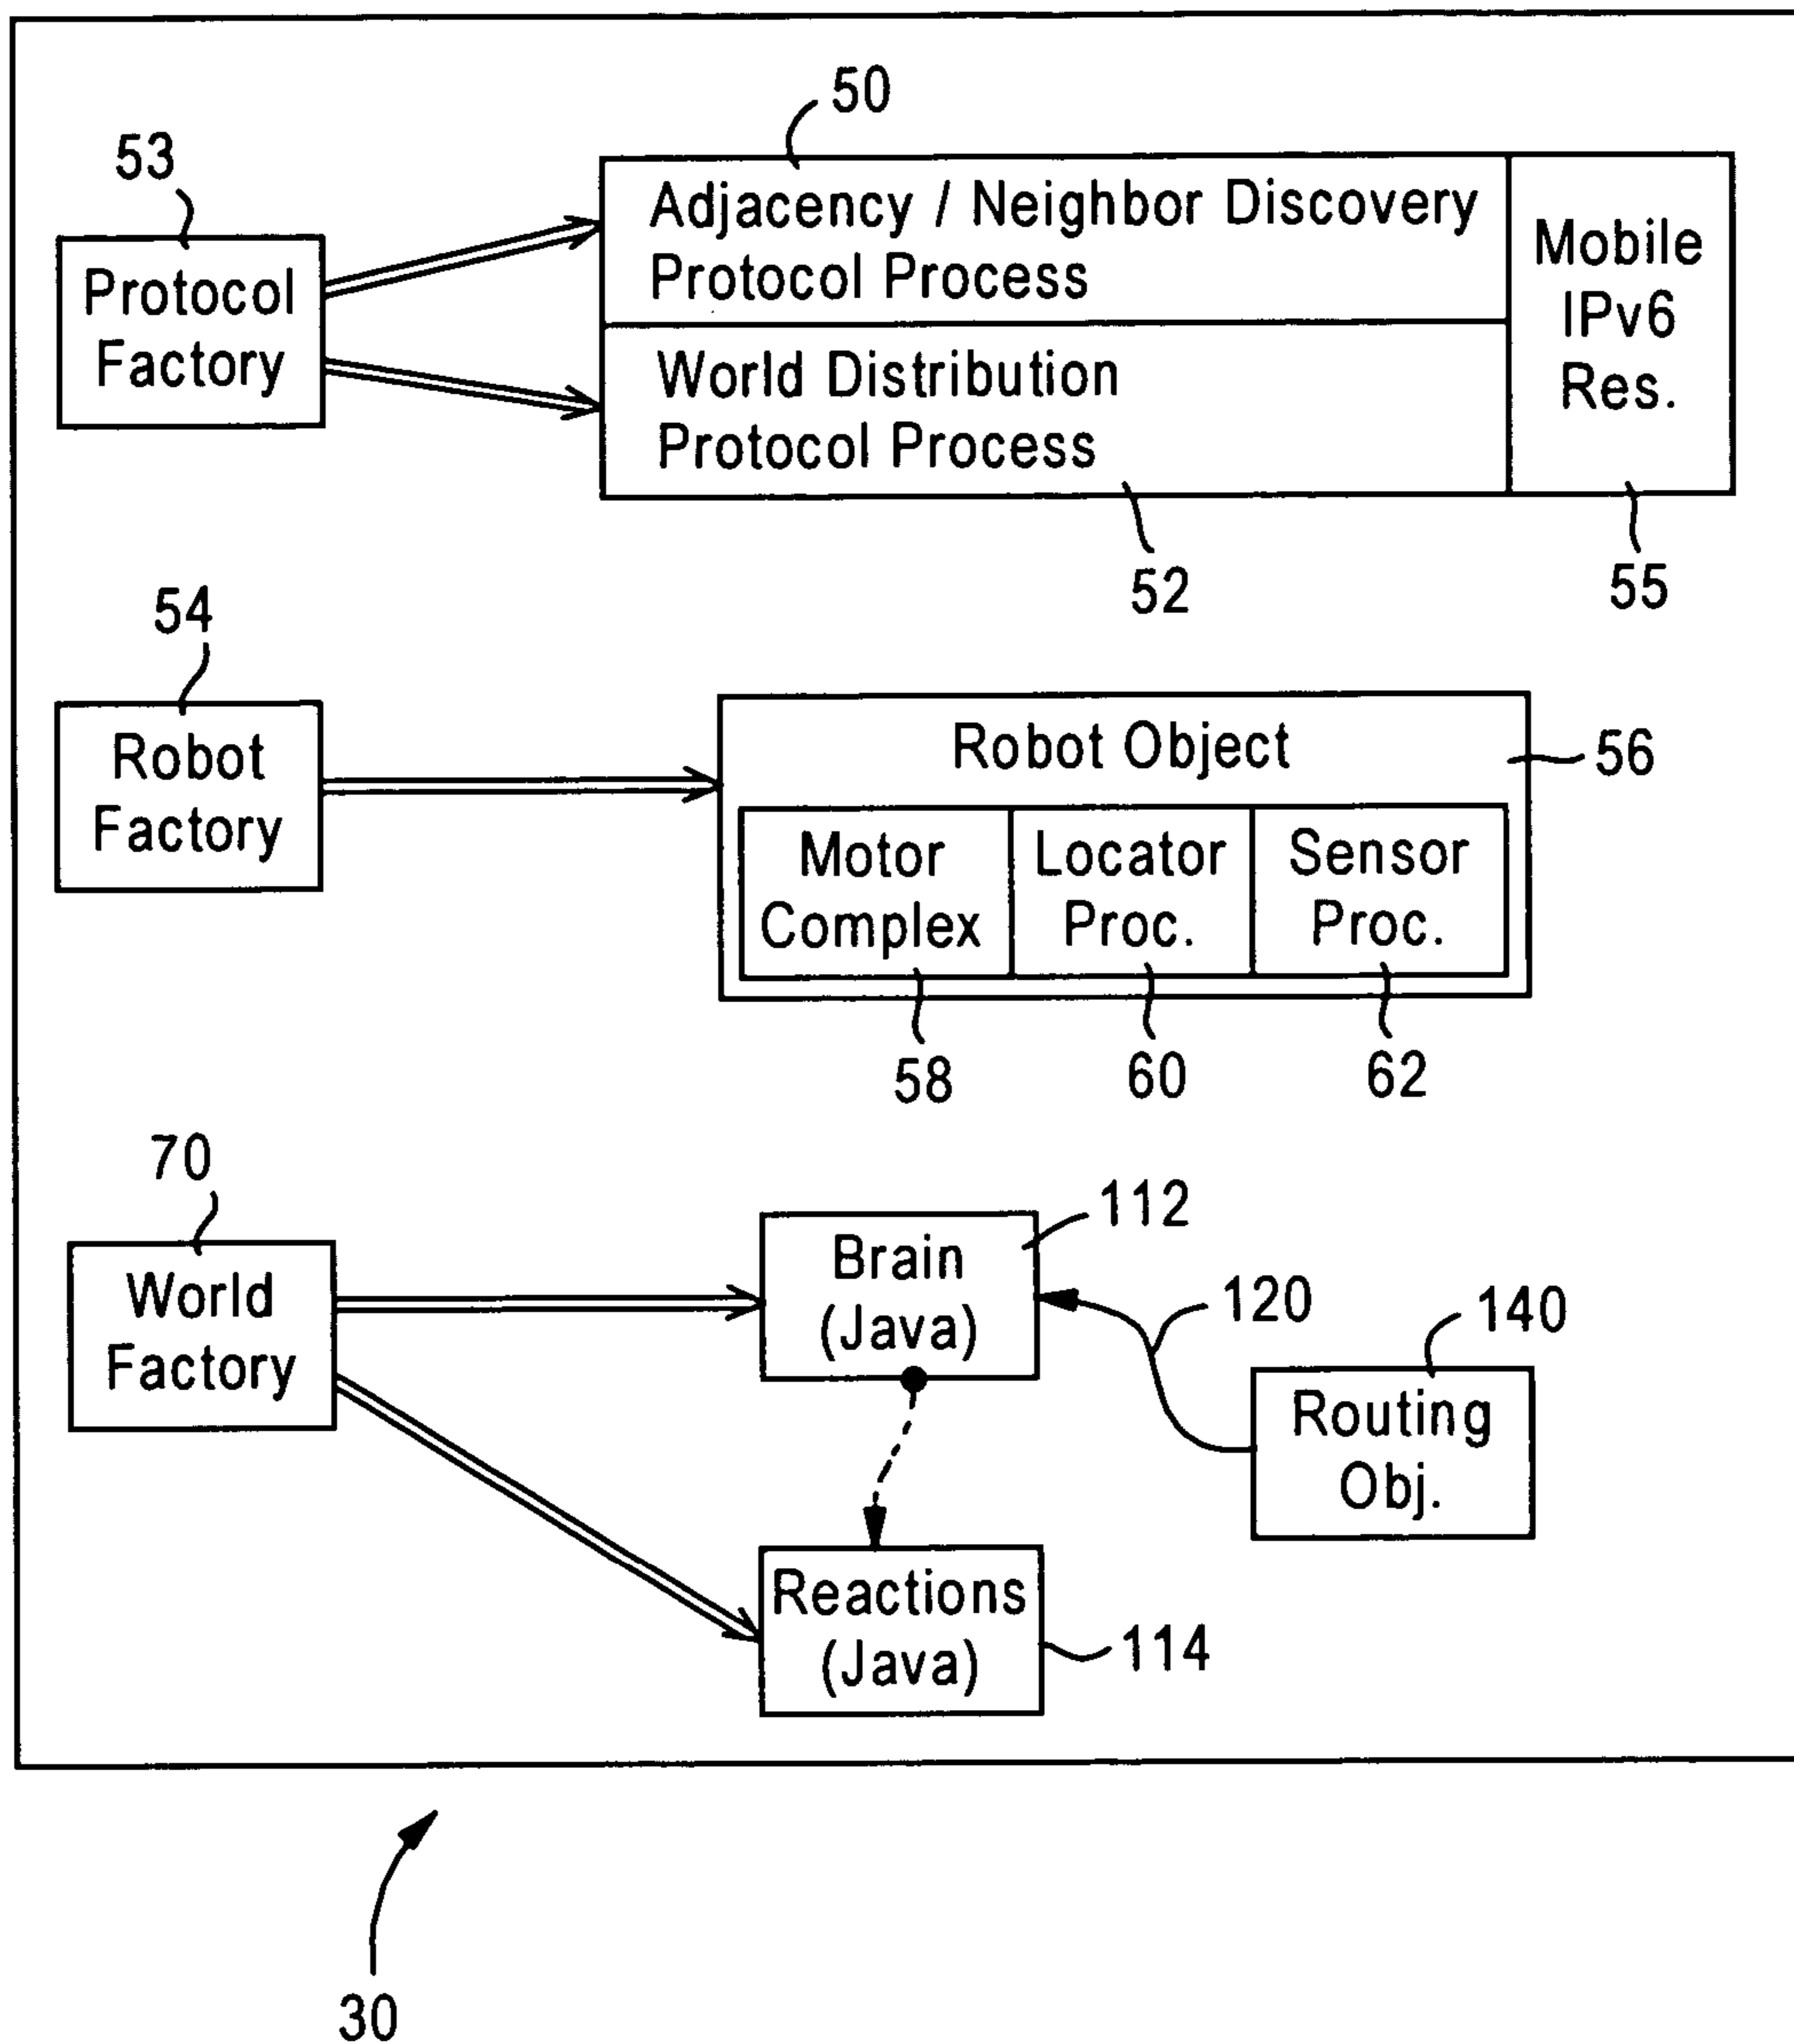 50
53
Adjacency / Neighbor Discovery
Protocol Process
Mobile
IPv6
Res.
Protocol
Factory
World Distribution
Protocol Process
52
55
54
Robot
Factory
Robot Object
56
Motor
Complex
Locator
Proc.
Sensor
Proc.
58
60
62
70
112
World
Factory
Brain
(Java)
120
140
Routing
Obj.
Reactions
(Java)
114
30